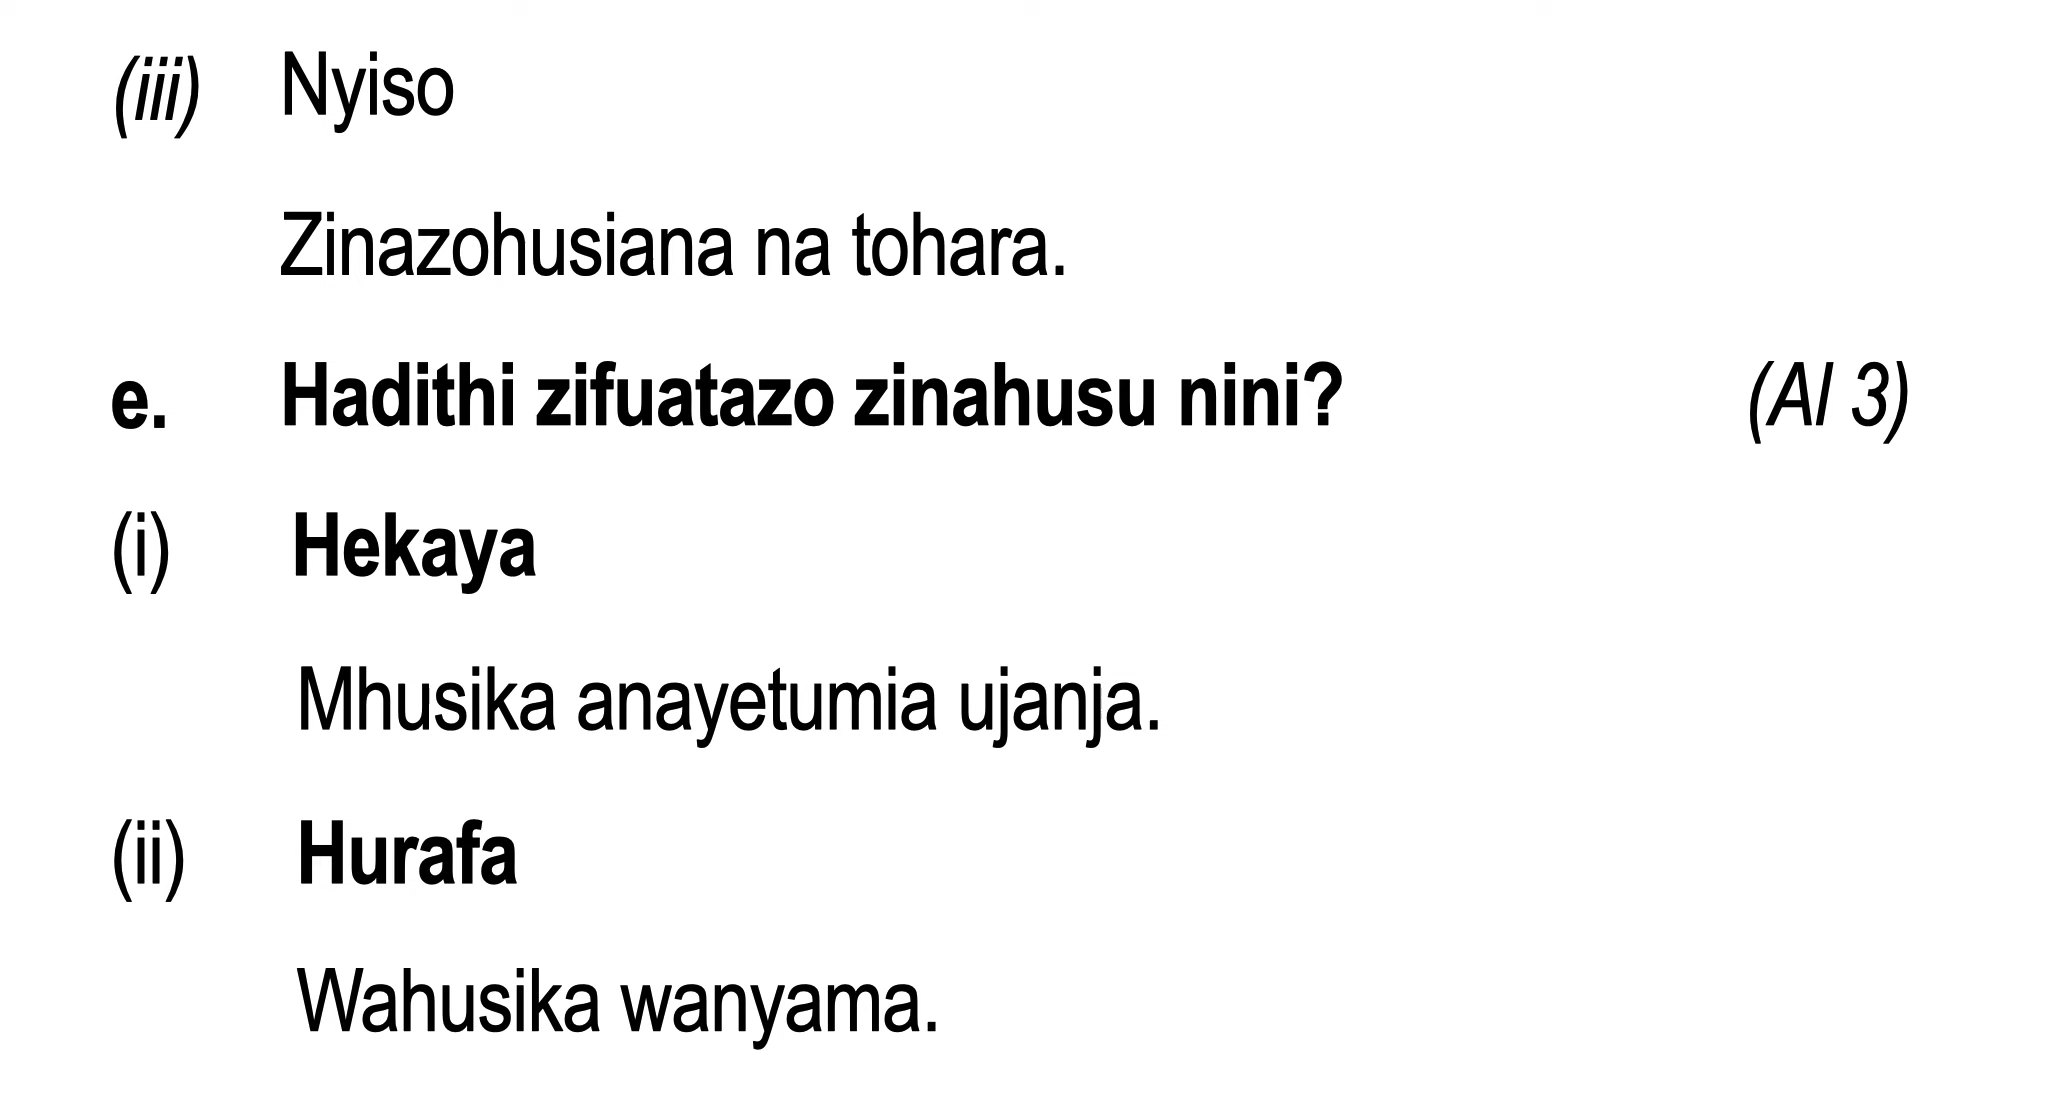 (iii) Nyiso
Zinazohusiana na tohara.
e. Hadithi zifuatazo zinahusu nini? (Al 3)
(i) Hekaya
Mhusika anayetumia ujanja.
(ii) Hurafa
Wahusika wanyama.